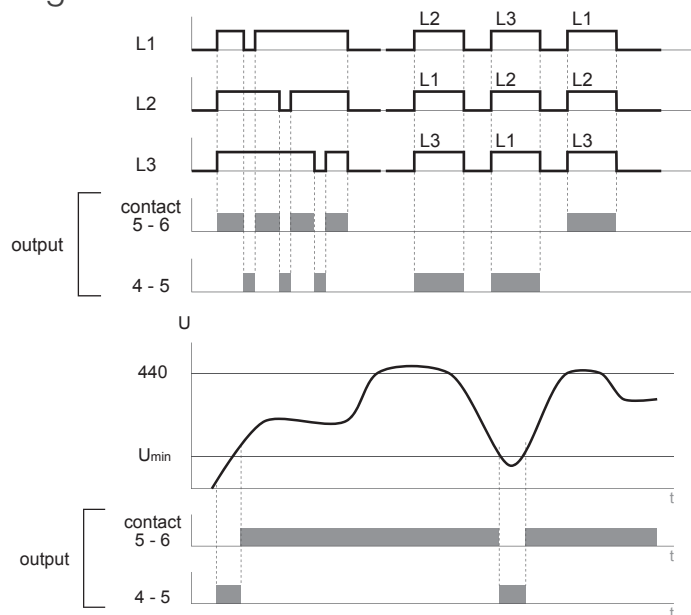 L1 L2 L3 L1
L2 L1 L2 L2
L3 L3 L1 L3
output
contact
5 - 6
4 - 5
U
440
Umin
t
output
contact
5 - 6
t
4 - 5
t